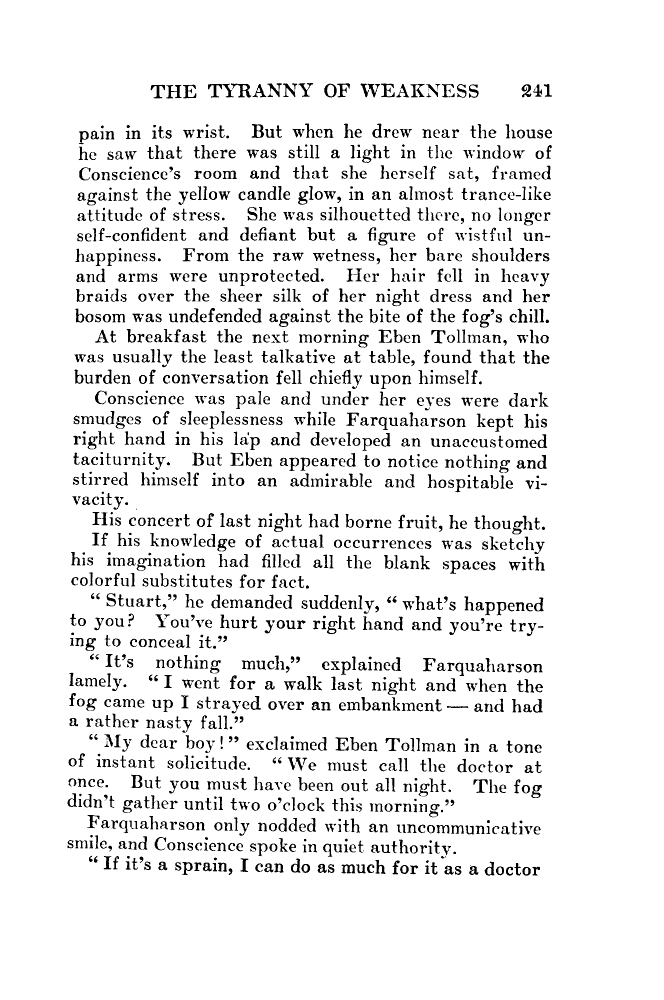 THE TYRANNY OF WEAKNESS 241
pain in its wrist. But when he drew near the house
he saw that there was still a light in the window of
Conscience's room and that she herself sat, framed
against the yellow candle glow, in an almost trance-like
attitude of stress. She was silhouetted there, no longer
self-confident and defiant but a figure of wistful un-
happiness. From the raw wetness, her bare shoulders
and arms were unprotected. Her hair fell in heavy
braids over the sheer silk of her night dress and her
bosom was undefended against the bite of the fog's chill.
At breakfast the next morning Eben Tollman, who
was usually the least talkative at table, found that the
burden of conversation fell chiefly upon himself.
Conscience was pale and under her eyes were dark
smudges of sleeplessness while Farquaharson kept his
right hand in his lap and developed an unaccustomed
taciturnity. But Eben appeared to notice nothing and
stirred himself into an admirable and hospitable vi-
vacity.
His concert of last night had borne fruit, he thought.
If his knowledge of actual occurrences was sketchy
his imagination had filled all the blank spaces with
colorful substitutes for fact.
"Stuart," he demanded suddenly, "what's happened
to you? You've hurt your right hand and you're try-
ing to conceal it."
"It's nothing much," explained Farquaharson
lamely. "I went for a walk last night and when the
fog came up I strayed over an embankment — and had
a rather nasty fall."
"My dear boy!" exclaimed Eben Tollman in a tone
of instant solicitude. "We must call the doctor at
once. But you must have been out all night. The fog
didn't gather until two o'clock this morning."
Farquaharson only nodded with an uncommunicative
smile, and Conscience spoke in quiet authority.
"If it's a sprain, I can do as much for it as a doctor